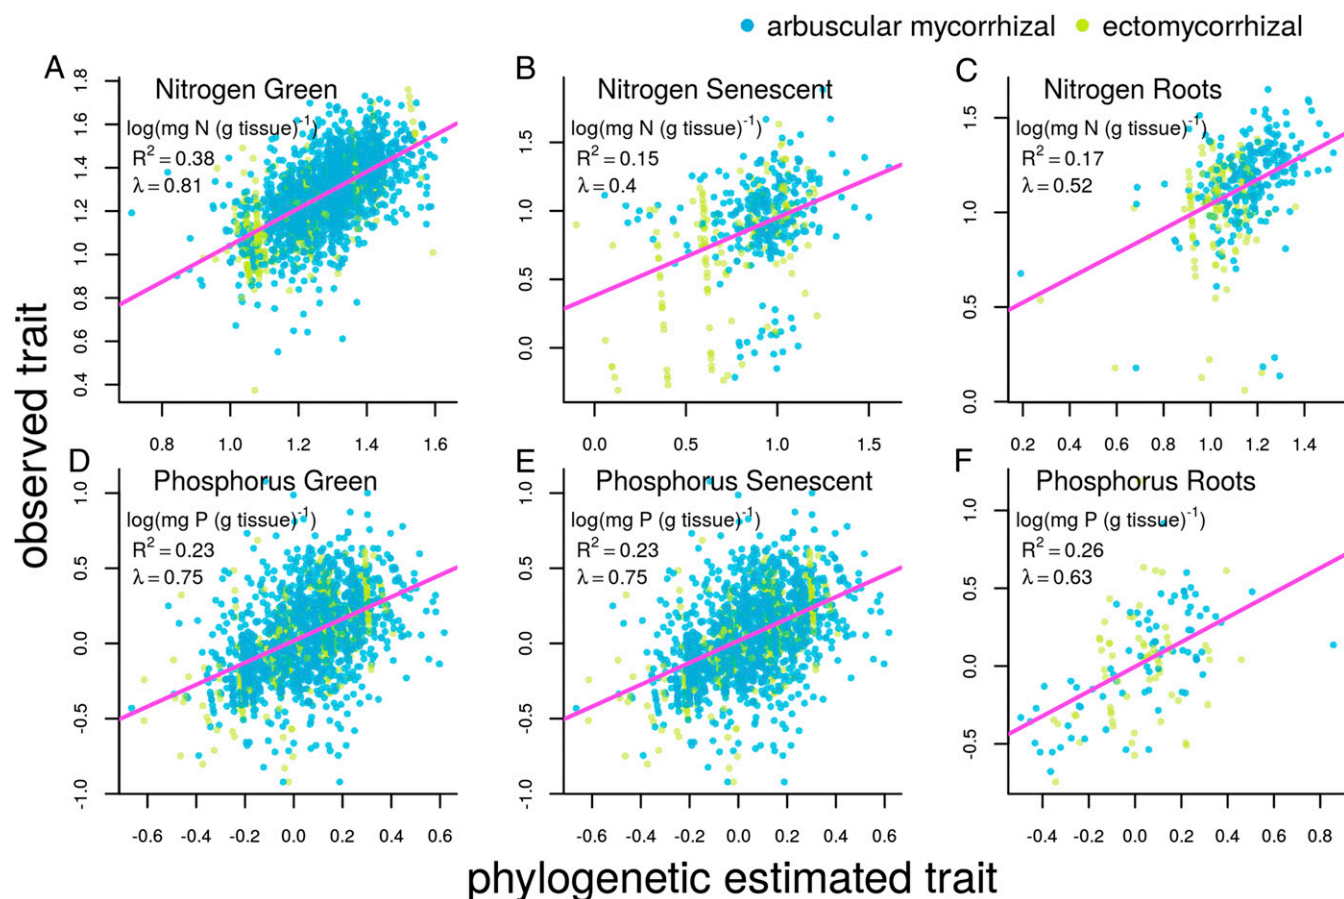 arbuscular mycorrhizal ectomycorrhizal
A
Nitrogen Green
log(mg N (g tissue)⁻¹)
R² = 0.38
λ = 0.81
1.8
1.6
1.4
1.2
1.0
0.8
0.6
0.4
0.8 1.0 1.2 1.4 1.6
B
Nitrogen Senescent
log(mg N (g tissue)⁻¹)
R² = 0.15
λ = 0.4
1.5
1.0
0.5
0.0
0.0 0.5 1.0 1.5
C
Nitrogen Roots
log(mg N (g tissue)⁻¹)
R² = 0.17
λ = 0.52
1.5
1.0
0.5
0.0
0.2 0.4 0.6 0.8 1.0 1.2 1.4
observed trait
D
Phosphorus Green
log(mg P (g tissue)⁻¹)
R² = 0.23
λ = 0.75
1.0
0.5
0.0
-0.5
-1.0
-0.6 -0.4 -0.2 0.0 0.2 0.4 0.6
E
Phosphorus Senescent
log(mg P (g tissue)⁻¹)
R² = 0.23
λ = 0.75
1.0
0.5
0.0
-0.5
-1.0
-0.6 -0.4 -0.2 0.0 0.2 0.4 0.6
F
Phosphorus Roots
log(mg P (g tissue)⁻¹)
R² = 0.26
λ = 0.63
1.0
0.5
0.0
-0.5
-0.4 -0.2 0.0 0.2 0.4 0.6 0.8
phylogenetic estimated trait